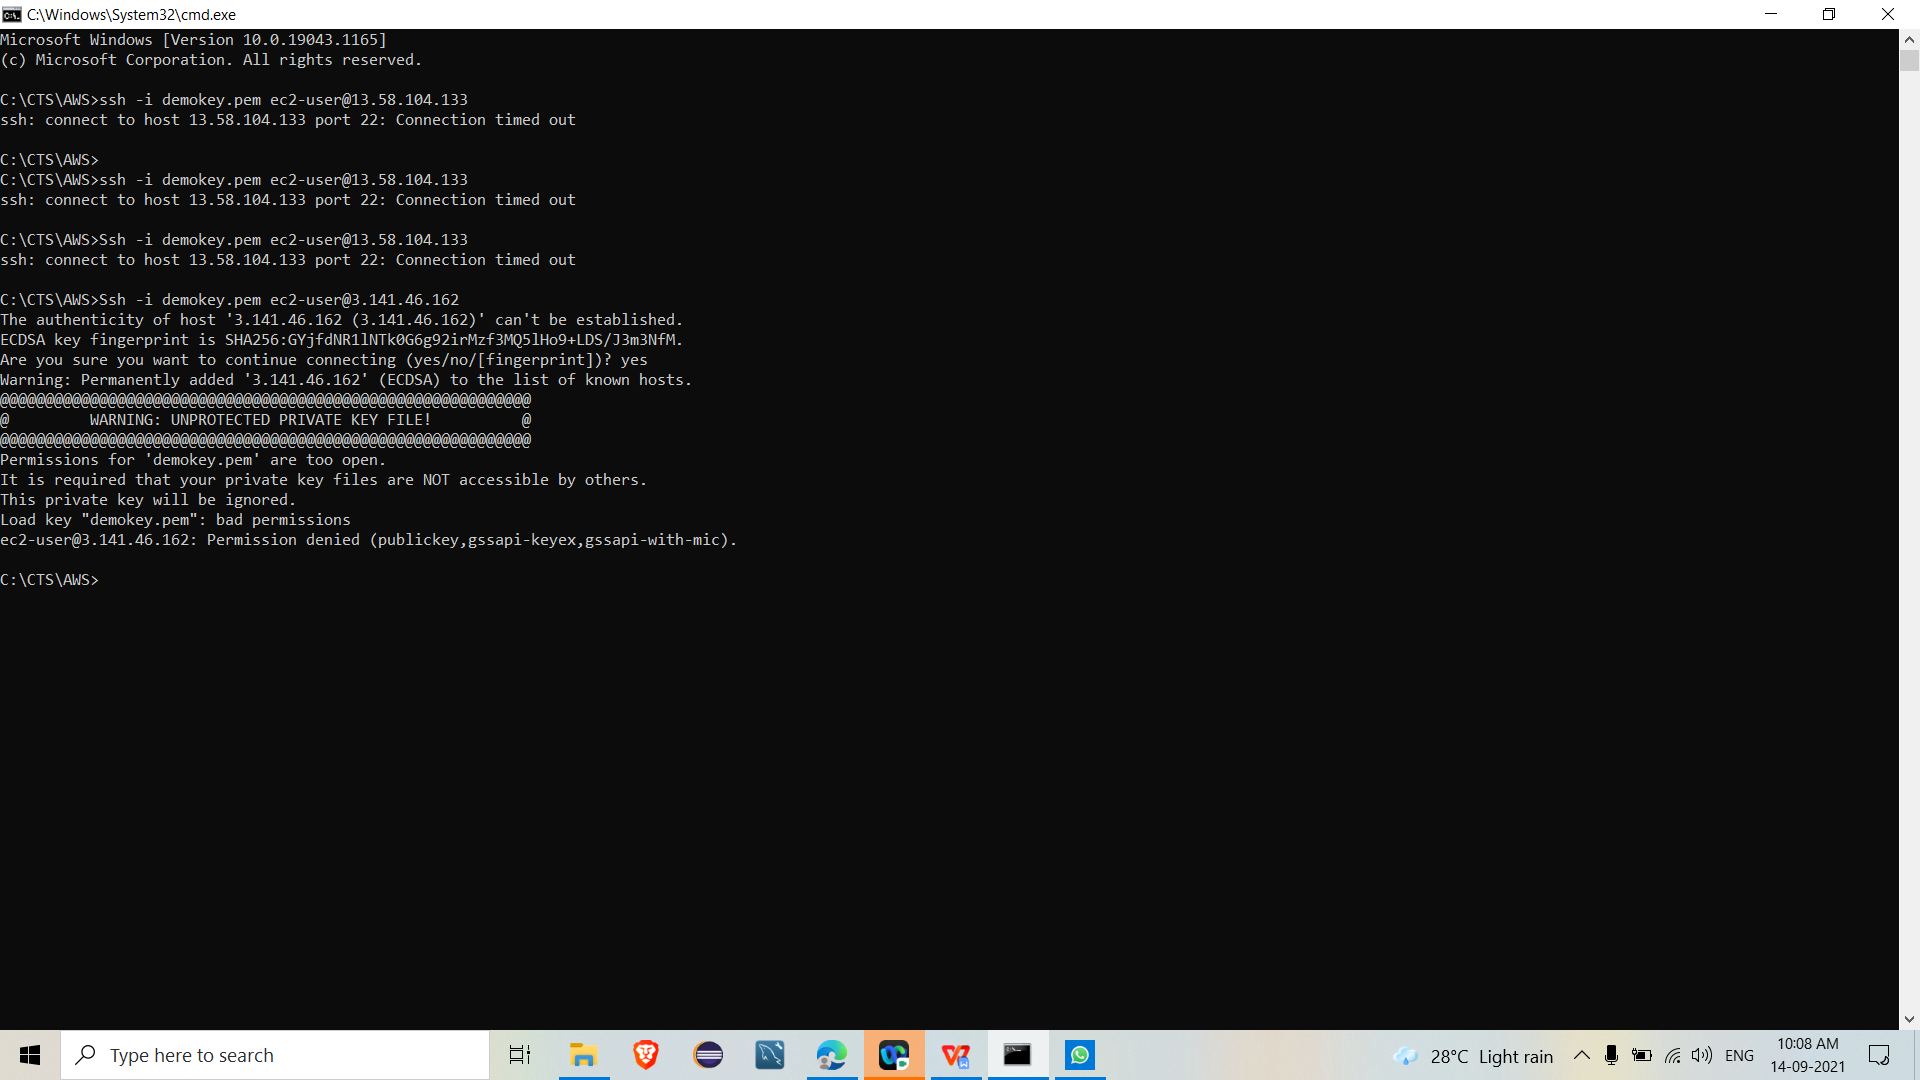 C:\Windows\System32\cmd.exe
Microsoft Windows [Version 10.0.19043.1165]
(c) Microsoft Corporation. All rights reserved.
C:\CTS\AWS>ssh -i demokey.pem ec2-user@13.58.104.133
ssh: connect to host 13.58.104.133 port 22: Connection timed out
C:\CTS\AWS>
C:\CTS\AWS>ssh -i demokey.pem ec2-user@13.58.104.133
ssh: connect to host 13.58.104.133 port 22: Connection timed out
C:\CTS\AWS>Ssh -i demokey.pem ec2-user@13.58.104.133
ssh: connect to host 13.58.104.133 port 22: Connection timed out
C:\CTS\AWS>Ssh -i demokey.pem ec2-user@3.141.46.162
The authenticity of host '3.141.46.162 (3.141.46.162)' can't be established.
ECDSA key fingerprint is SHA256:GYjfdNR1lNTk0G6g92irMzf3MQ5lHo9+LDS/J3m3NfM.
Are you sure you want to continue connecting (yes/no/[fingerprint])? yes
Warning: Permanently added '3.141.46.162' (ECDSA) to the list of known hosts.
@@@@@@@@@@@@@@@@@@@@@@@@@@@@@@@@@@@@@@@@@@@@@@@@@@@@@@@@@@@
@         WARNING: UNPROTECTED PRIVATE KEY FILE!          @
@@@@@@@@@@@@@@@@@@@@@@@@@@@@@@@@@@@@@@@@@@@@@@@@@@@@@@@@@@@
Permissions for 'demokey.pem' are too open.
It is required that your private key files are NOT accessible by others.
This private key will be ignored.
Load key "demokey.pem": bad permissions
ec2-user@3.141.46.162: Permission denied (publickey,gssapi-keyex,gssapi-with-mic).
C:\CTS\AWS>
Type here to search
28°C Light rain
ENG
10:08 AM
14-09-2021